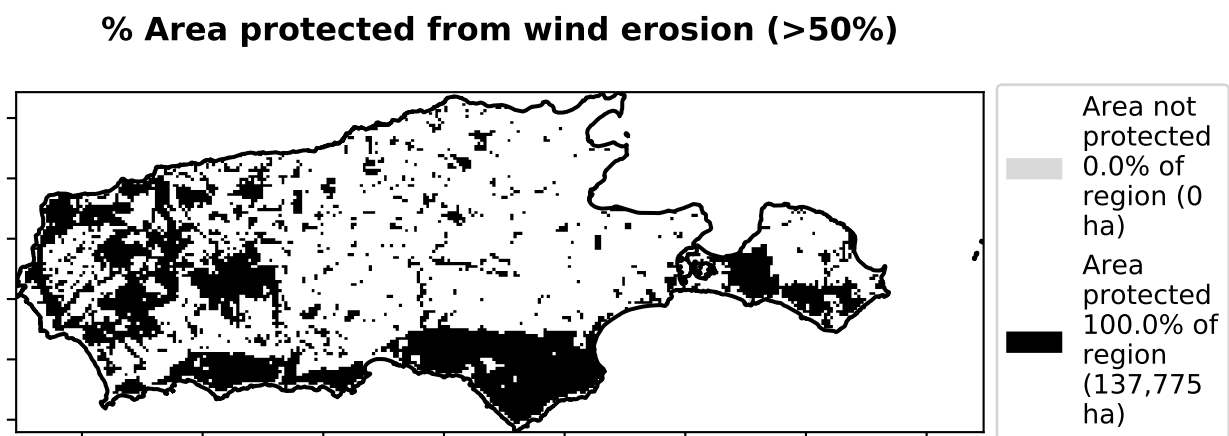 % Area protected from wind erosion (>50%)
Area not
protected
0.0% of
region (0
ha)
Area
protected
100.0% of
region
(137,775
ha)